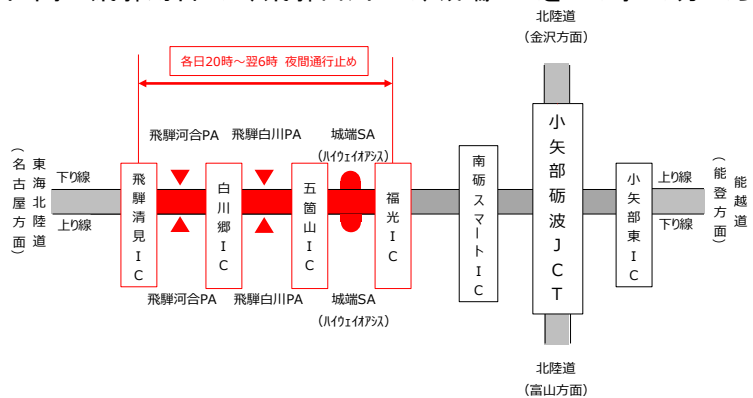 北陸道
(金沢方面)
各日20時～翌6時 夜間通行止め
飛騨河合PA
飛騨白川PA
城端SA
(ﾊｲｳｪｲｵｱｼｽ)
東海北陸道
(名古屋方面)
下り線
上り線
飛騨清見IC
白川郷IC
五箇山IC
福光IC
南砺スマートIC
小矢部砺波JCT
小矢部東IC
上り線
下り線
能越道
(能登方面)
飛騨河合PA
飛騨白川PA
城端SA
(ﾊｲｳｪｲｵｱｼｽ)
北陸道
(富山方面)